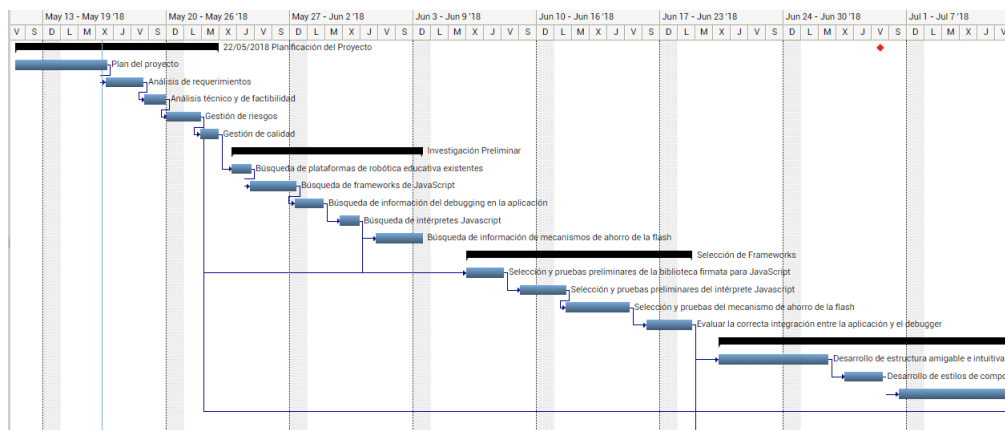 May 13 - May 19 '18 May 20 - May 26 '18 May 27 - Jun 2 '18 Jun 3 - Jun 9 '18 Jun 10 - Jun 16 '18 Jun 17 - Jun 23 '18 Jun 24 - Jun 30 '18 Jul 1 - Jul 7 '18
V S D L M X J V S D L M X J V S D L M X J V S D L M X J V S D L M X J V S D L M X J V S D L M X J V S D L M X J V
22/05/2018 Planificación del Proyecto
Plan del proyecto
Análisis de requerimientos
Análisis técnico y de factibilidad
Gestión de riesgos
Gestión de calidad
Investigación Preliminar
Búsqueda de plataformas de robótica educativa existentes
Búsqueda de frameworks de JavaScript
Búsqueda de información del debugging en la aplicación
Búsqueda de intérpretes Javascript
Búsqueda de información de mecanismos de ahorro de la flash
Selección de Frameworks
Selección y pruebas preliminares de la biblioteca firmata para JavaScript
Selección y pruebas preliminares del intérprete Javascript
Selección y pruebas del mecanismo de ahorro de la flash
Evaluar la correcta integración entre la aplicación y el debugger
Desarrollo de estructura amigable e intuitiva
Desarrollo de estilos de compo